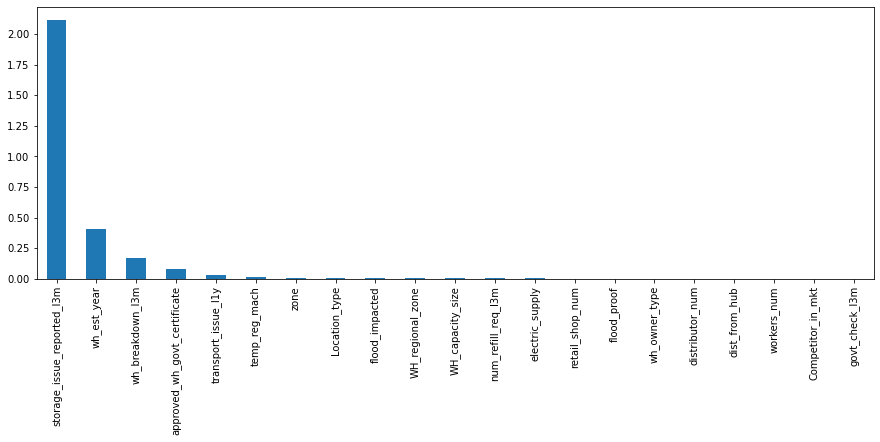 2.00
1.75
1.50
1.25
1.00
0.75
0.50
0.25
0.00
storage_issue_reported_l3m
wh_est_year
wh_breakdown_l3m
approved_wh_govt_certificate
transport_issue_l1y
temp_reg_mach
zone
Location_type
flood_impacted
WH_regional_zone
WH_capacity_size
num_refill_req_l3m
electric_supply
retail_shop_num
flood_proof
wh_owner_type
distributor_num
dist_from_hub
workers_num
Competitor_in_mkt
govt_check_l3m